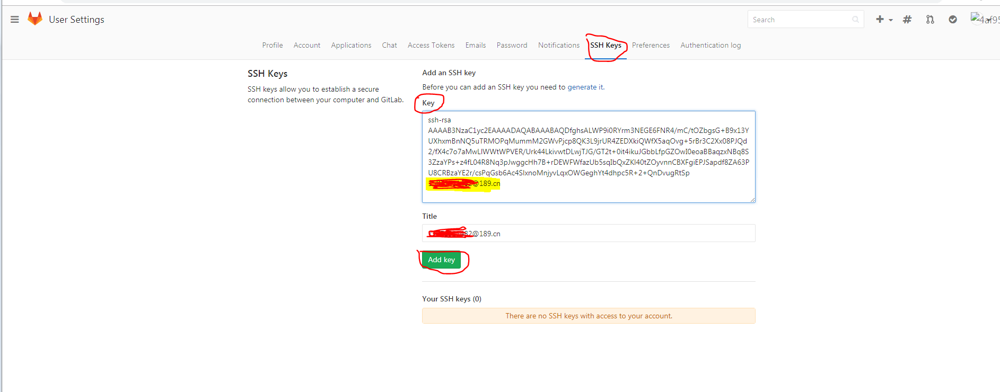 User Settings
Search
4af95
Profile Account Applications Chat Access Tokens Emails Password Notifications SSH Keys Preferences Authentication log
SSH Keys
SSH keys allow you to establish a secure
connection between your computer and GitLab.
Add an SSH key
Before you can add an SSH key you need to generate it.
Key
ssh-rsa
AAAAB3NzaC1yc2EAAAADAQABAAABAQDfghsALWP9i0RYrm3NEGE6FNR4/mC/tOZbgsG+B9x13Y
UXhxmBnNQ5uTRMOPqMummM2GWvPjcp8QK3L9jrUR4ZEDXkiQWfX5aqOvg+5rBr3C2Xx08PJQd
2/fX4c7o7aMwLlWWtWPVER/Urk44LkivwtDLwjTJG/GT2t+0it4ikuJGbbLfpGZOwI0eoaBBaqzxNBq8S
3ZzaYPs+z4fL04R8Nq3pJwggcHh7B+rDEWFWfazUb5sqIbQxZKl40tZOyvnnCBXFgiEPJSapdf8ZA63P
U8CRBzaYE2r/csPqGsb6Ac4SlxnoMnjyvLqxOWGeghYt4dhpc5R+2+QnDvugRtSp
@189.cn
Title
82@189.cn
Add key
Your SSH keys (0)
There are no SSH keys with access to your account.